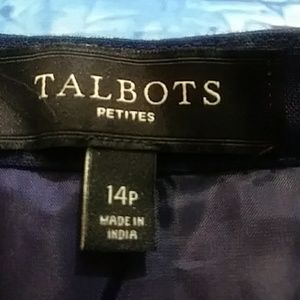 TALBOTS
PETITES
14P
MADE IN
INDIA